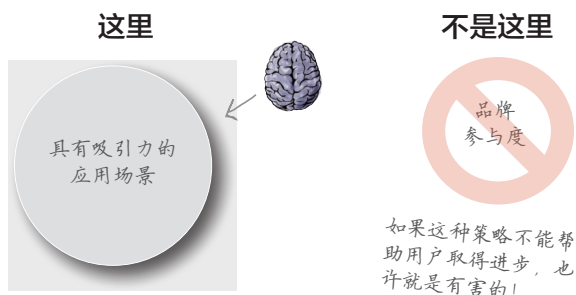 这里
不是这里
具有吸引力的
应用场景
品牌
参与度
如果这种策略不能帮
助用户取得进步，也
许就是有害的！